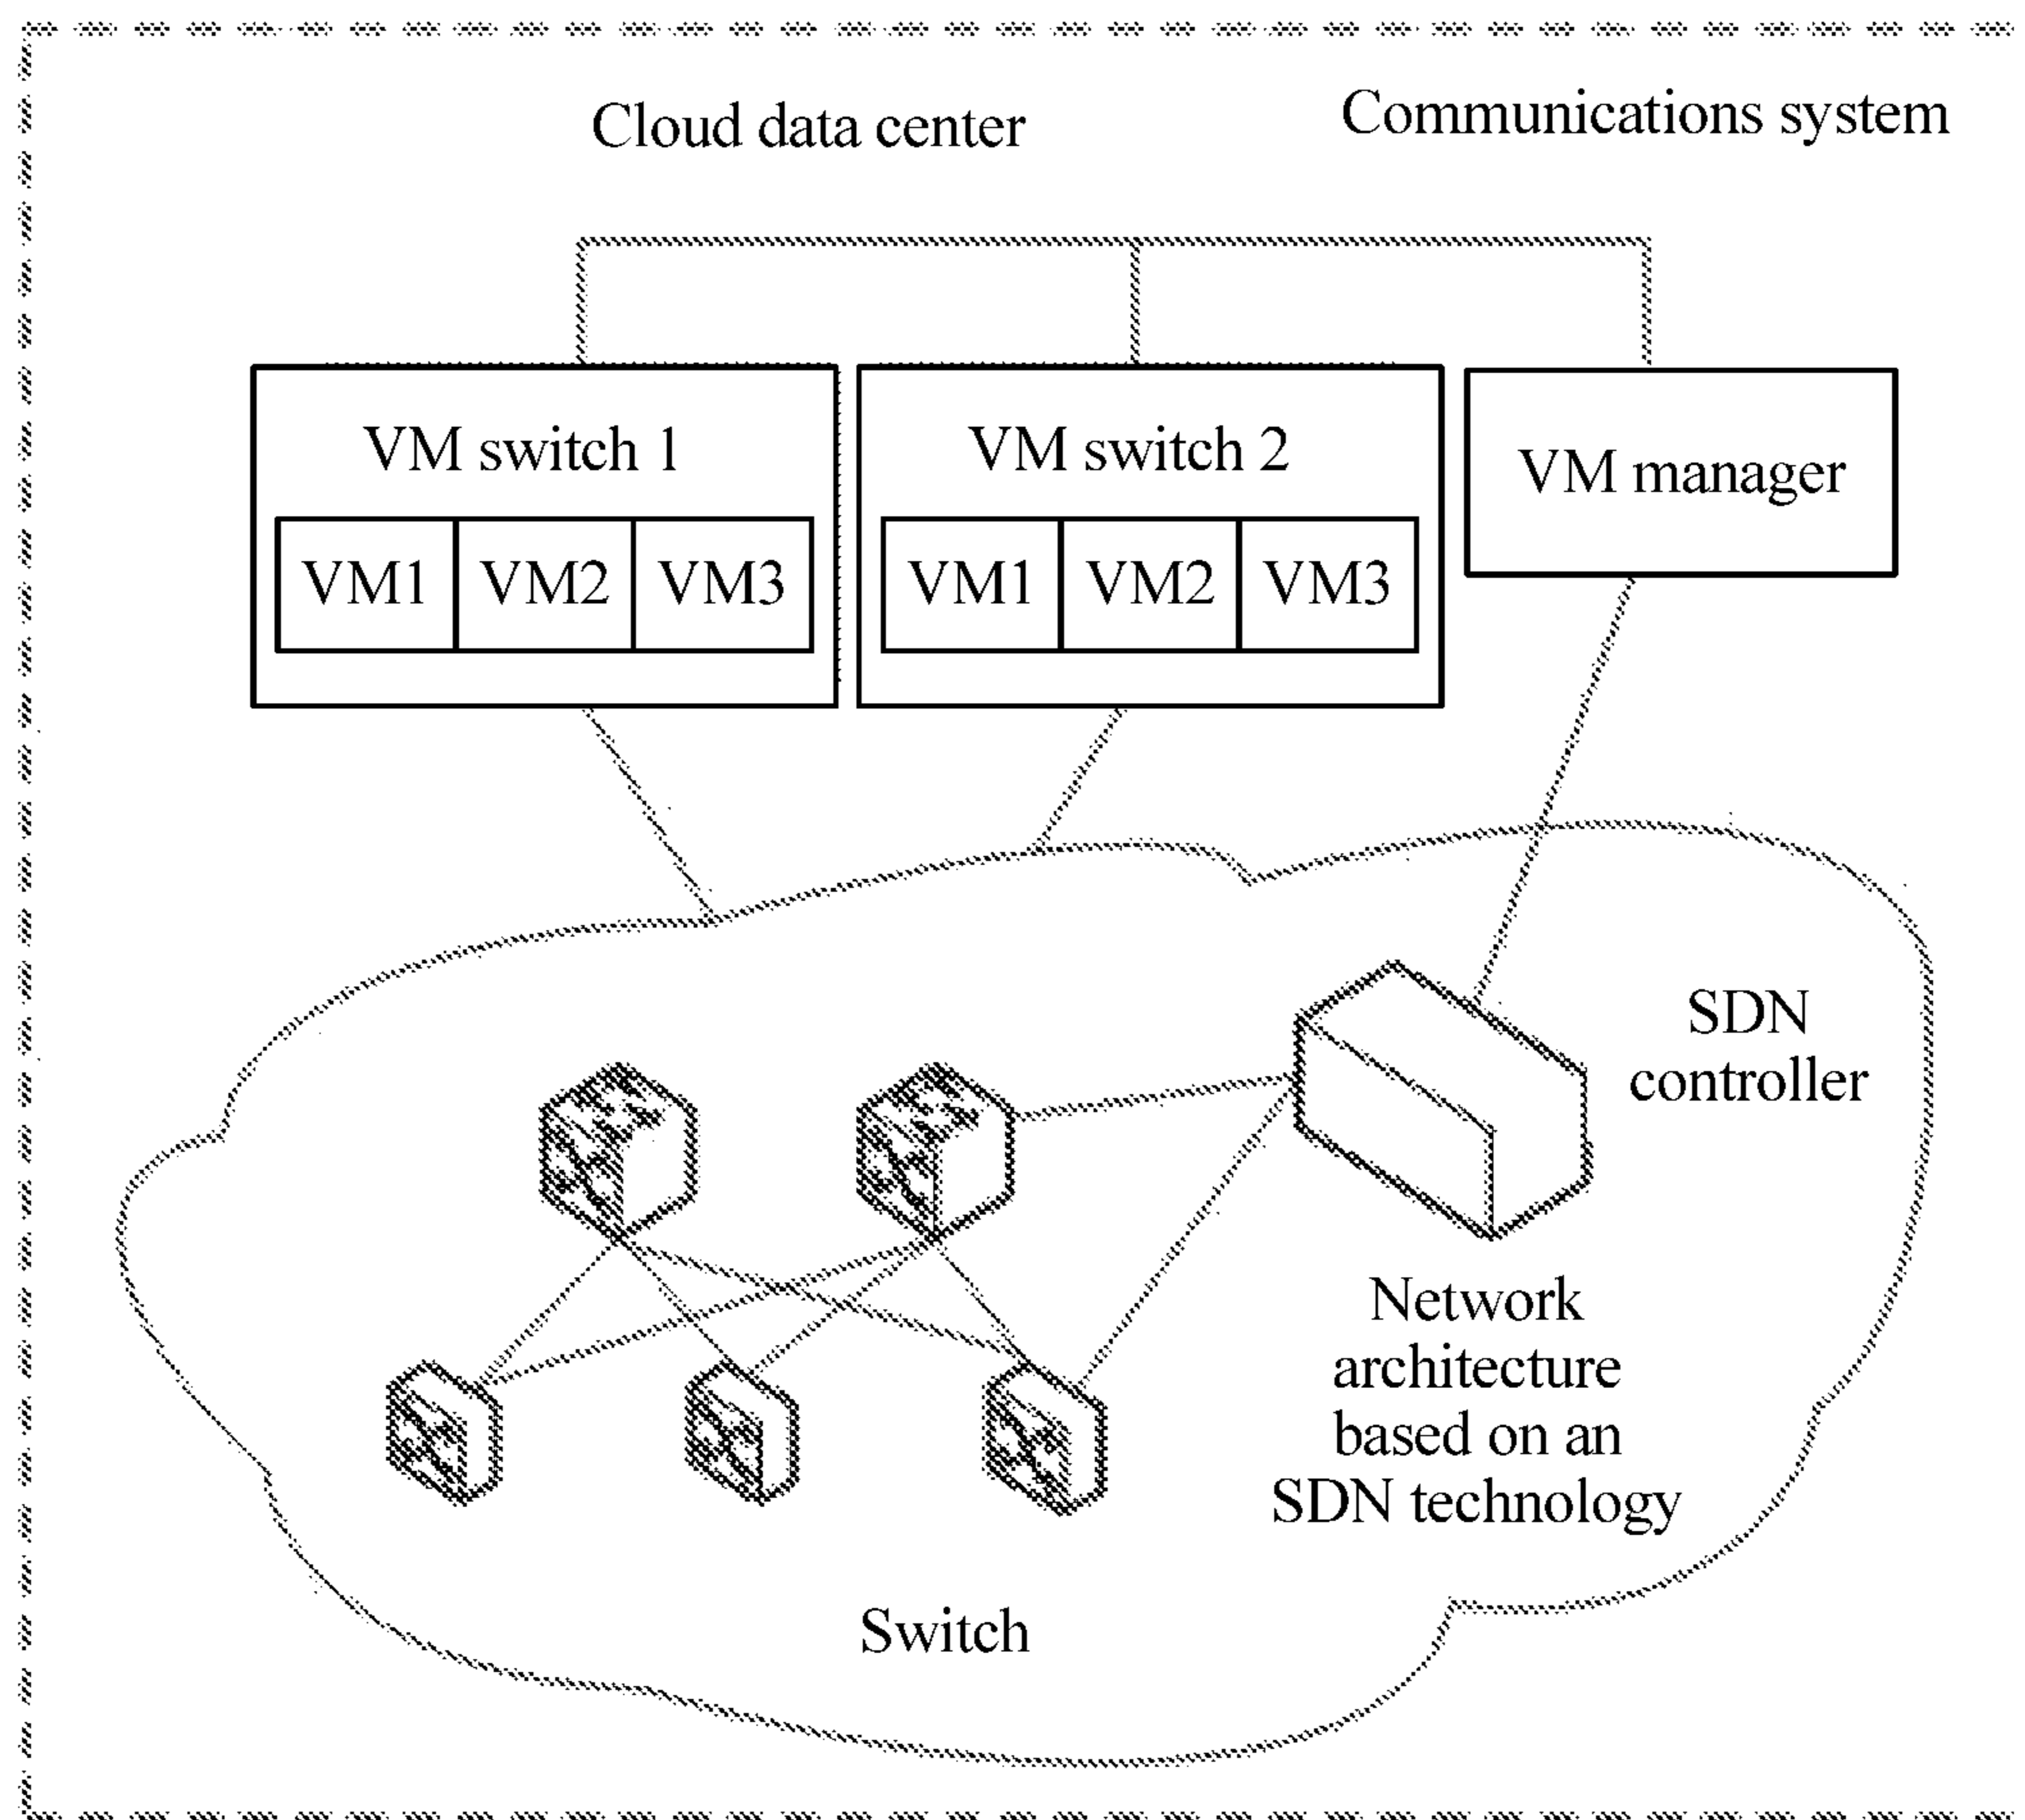 Cloud data center
Communications system
VM switch 1
VM1 VM2 VM3
VM switch 2
VM1 VM2 VM3
VM manager
SDN
controller
Network
architecture
based on an
SDN technology
Switch